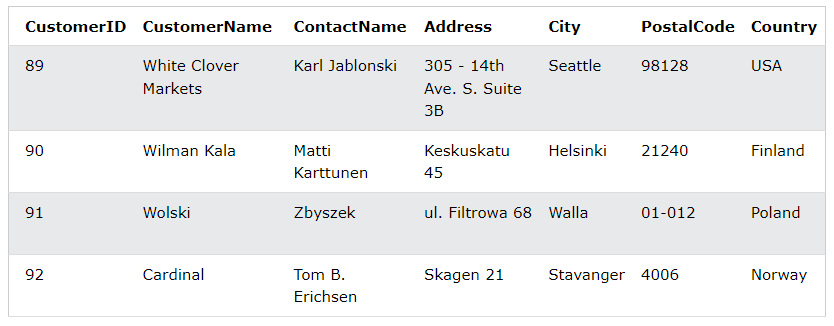 CustomerID CustomerName ContactName Address City PostalCode Country
89 White Clover Karl Jablonski 305 - 14th Seattle 98128 USA
Markets Ave. S. Suite
3B
90 Wilman Kala Matti Keskuskatu Helsinki 21240 Finland
Karttunen 45
91 Wolski Zbyszek ul. Filtrowa 68 Walla 01-012 Poland
92 Cardinal Tom B. Skagen 21 Stavanger 4006 Norway
Erichsen